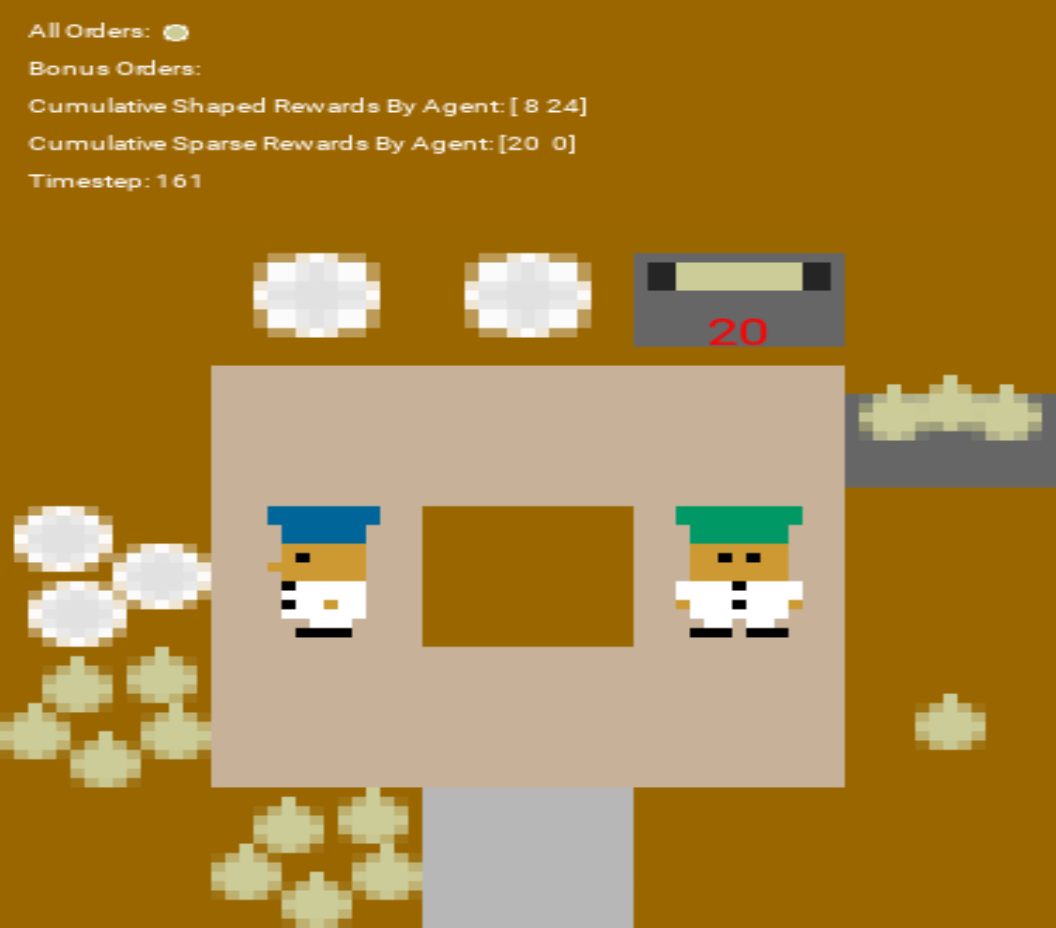 All Orders:
Bonus Orders:
Cumulative Shaped Rewards By Agent: [ 8 24]
Cumulative Sparse Rewards By Agent: [20  0]
Timestep: 161
20